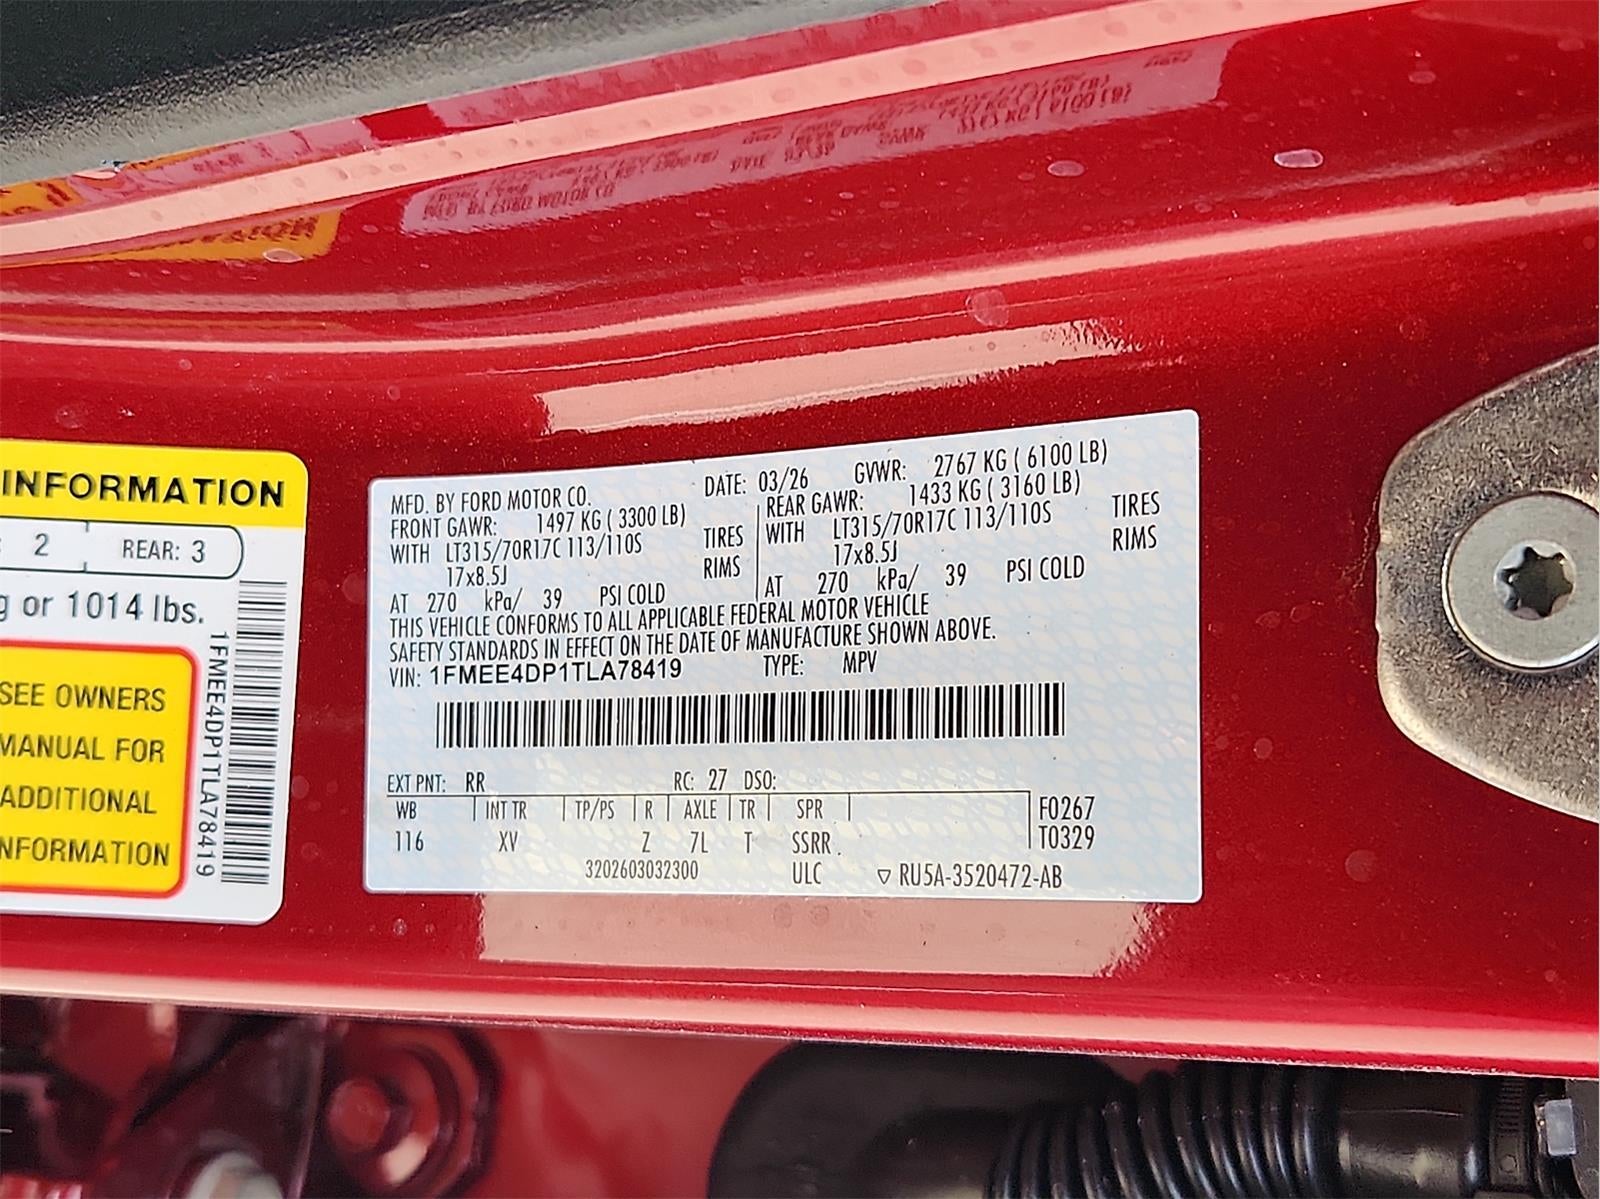 INFORMATION
2 REAR: 3
g or 1014 lbs.
SEE OWNERS
MANUAL FOR
ADDITIONAL
INFORMATION
1FMEE4DP1TLA78419
MFD. BY FORD MOTOR CO. DATE: 03/26 GVWR: 2767 KG ( 6100 LB)
FRONT GAWR: 1497 KG ( 3300 LB) REAR GAWR: 1433 KG ( 3160 LB)
WITH LT315/70R17C 113/110S TIRES WITH LT315/70R17C 113/110S TIRES
17x8.5J RIMS 17x8.5J RIMS
AT 270 kPa/ 39 PSI COLD AT 270 kPa/ 39 PSI COLD
THIS VEHICLE CONFORMS TO ALL APPLICABLE FEDERAL MOTOR VEHICLE
SAFETY STANDARDS IN EFFECT ON THE DATE OF MANUFACTURE SHOWN ABOVE.
VIN: 1FMEE4DP1TLA78419 TYPE: MPV
EXT PNT: RR RC: 27 DSO:
WB INT TR TP/PS R AXLE TR SPR F0267
116 XV Z 7L T SSRR T0329
3202603032300 ULC ▽ RU5A-3520472-AB